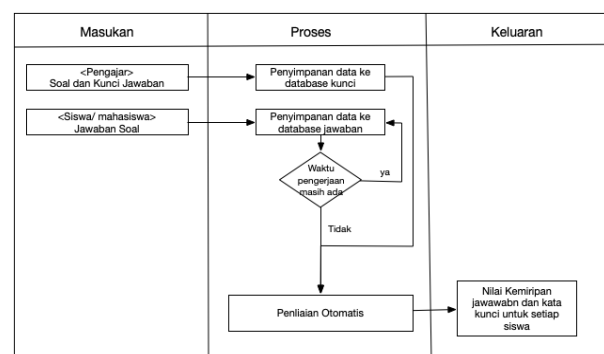 Masukan
Proses
Keluaran
<Pengajar>
Soal dan Kunci Jawaban
Penyimpanan data ke
database kunci
<Siswa/ mahasiswa>
Jawaban Soal
Penyimpanan data ke
database jawaban
Waktu
pengerjaan
masih ada
ya
Tidak
Penliaian Otomatis
Nilai Kemiripan
jawawabn dan kata
kunci untuk setiap
siswa